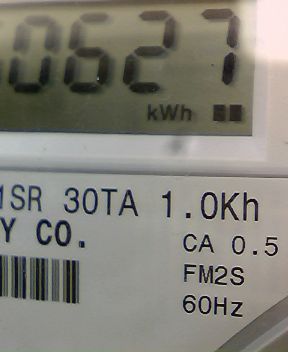 0627
kWh
1SR 30TA 1.0Kh
Y CO.
CA 0.5
FM2S
60Hz